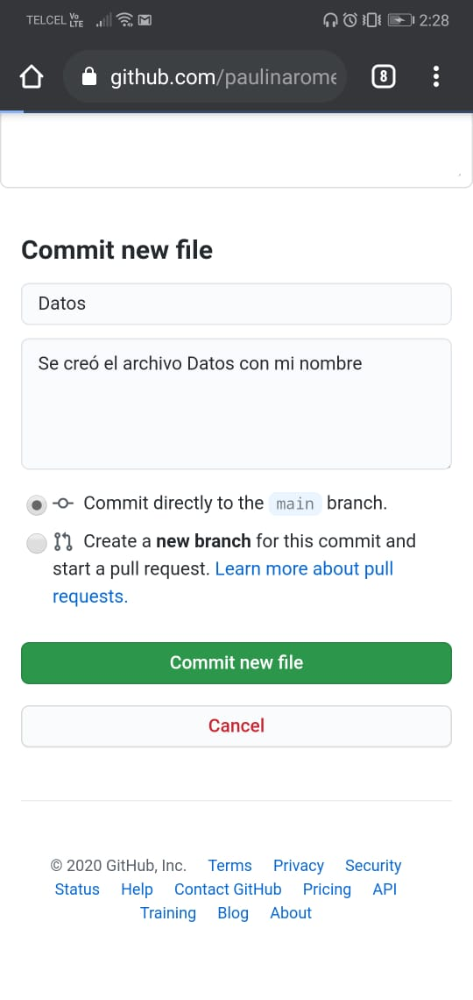 TELCEL Vo LTE 2:28
github.com/paulinarome 8
Commit new file
Datos
Se creó el archivo Datos con mi nombre
Commit directly to the main branch.
Create a new branch for this commit and
start a pull request. Learn more about pull
requests.
Commit new file
Cancel
© 2020 GitHub, Inc. Terms Privacy Security
Status Help Contact GitHub Pricing API
Training Blog About